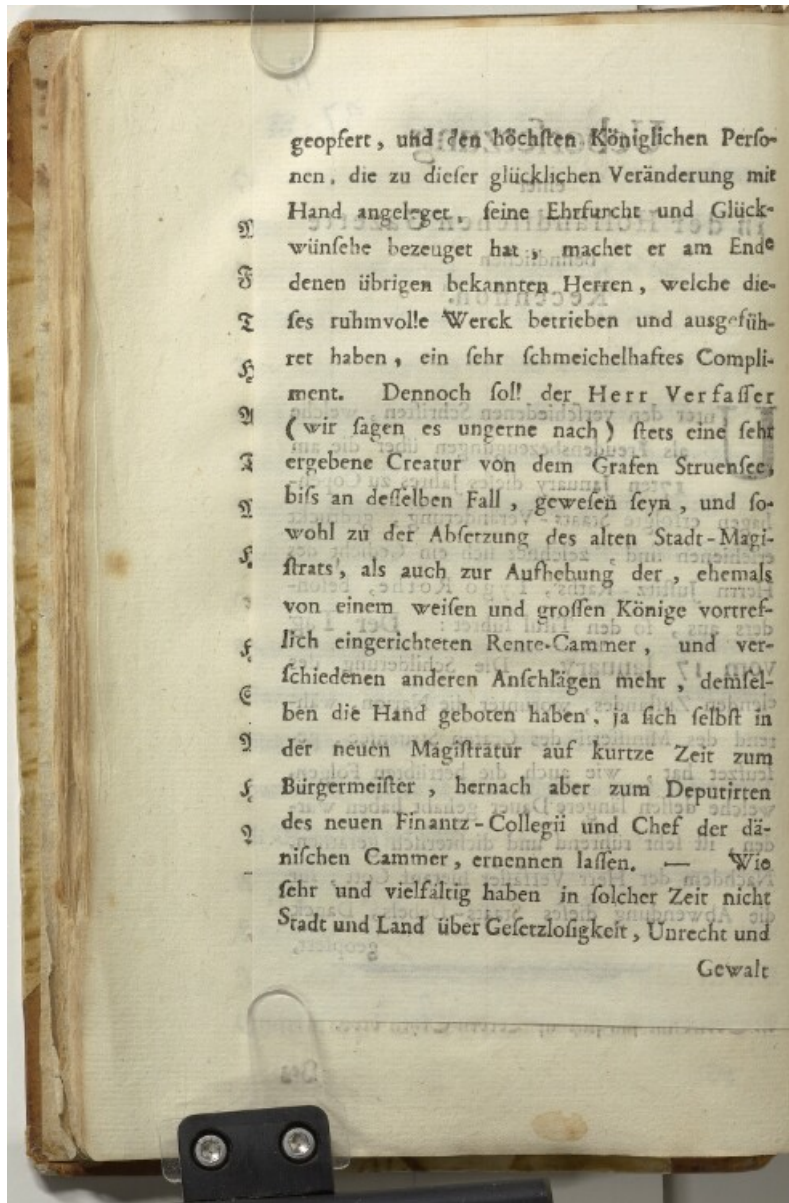 geopfert, und den höchſten Königlichen Perſo-
nen, die zu dieſer glücklichen Veränderung mit
Hand angeleget, ſeine Ehrfurcht und Glück-
wünſche bezeuget hat, machet er am Ende
denen übrigen bekannten Herren, welche die-
ſes ruhmvolle Werck betrieben und ausgefüh-
ret haben, ein ſehr ſchmeichelhaftes Compli-
ment. Dennoch ſoll der Herr Verfaſſer
(wir ſagen es ungerne nach) ſtets eine ſehr
ergebene Creatur von dem Grafen Struenſee,
biſs an deſſelben Fall, geweſen ſeyn, und ſo-
wohl zu der Abſetzung des alten Stadt-Magi-
ſtrats, als auch zur Aufhebung der, ehemals
von einem weiſen und groſſen Könige vortref-
lich eingerichteten Rente-Cammer, und ver-
ſchiedenen anderen Anſchlägen mehr, demſel-
ben die Hand geboten haben, ja ſich ſelbſt in
der neuen Magiſtratur auf kurtze Zeit zum
Bürgermeiſter, hernach aber zum Deputirten
des neuen Finantz-Collegii und Chef der dä-
niſchen Cammer, ernennen laſſen. — Wie
ſehr und vielfältig haben in ſolcher Zeit nicht
Stadt und Land über Geſetzloſigkeit, Unrecht und
Gewalt